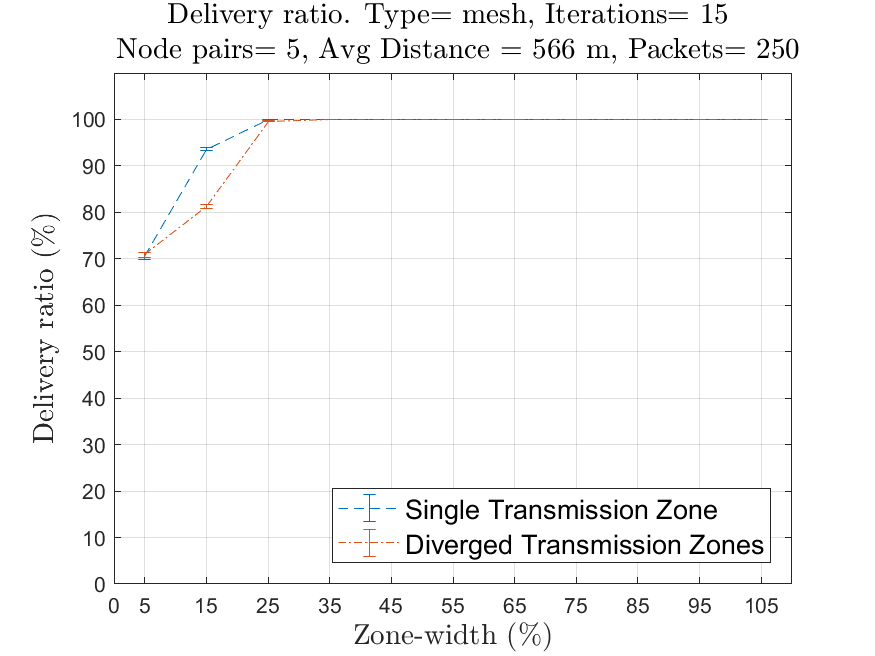 Delivery ratio. Type= mesh, Iterations= 15
Node pairs= 5, Avg Distance = 566 m, Packets= 250
100
90
80
70
60
50
40
30
20
10
0
Delivery ratio (%)
Single Transmission Zone
Diverged Transmission Zones
0 5 15 25 35 45 55 65 75 85 95 105
Zone-width (%)